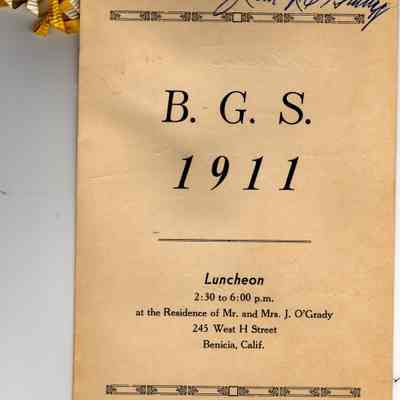 B. G. S.
1911
Luncheon
2:30 to 6:00 p.m.
at the Residence of Mr. and Mrs. J. O'Grady
245 West H Street
Benicia, Calif.